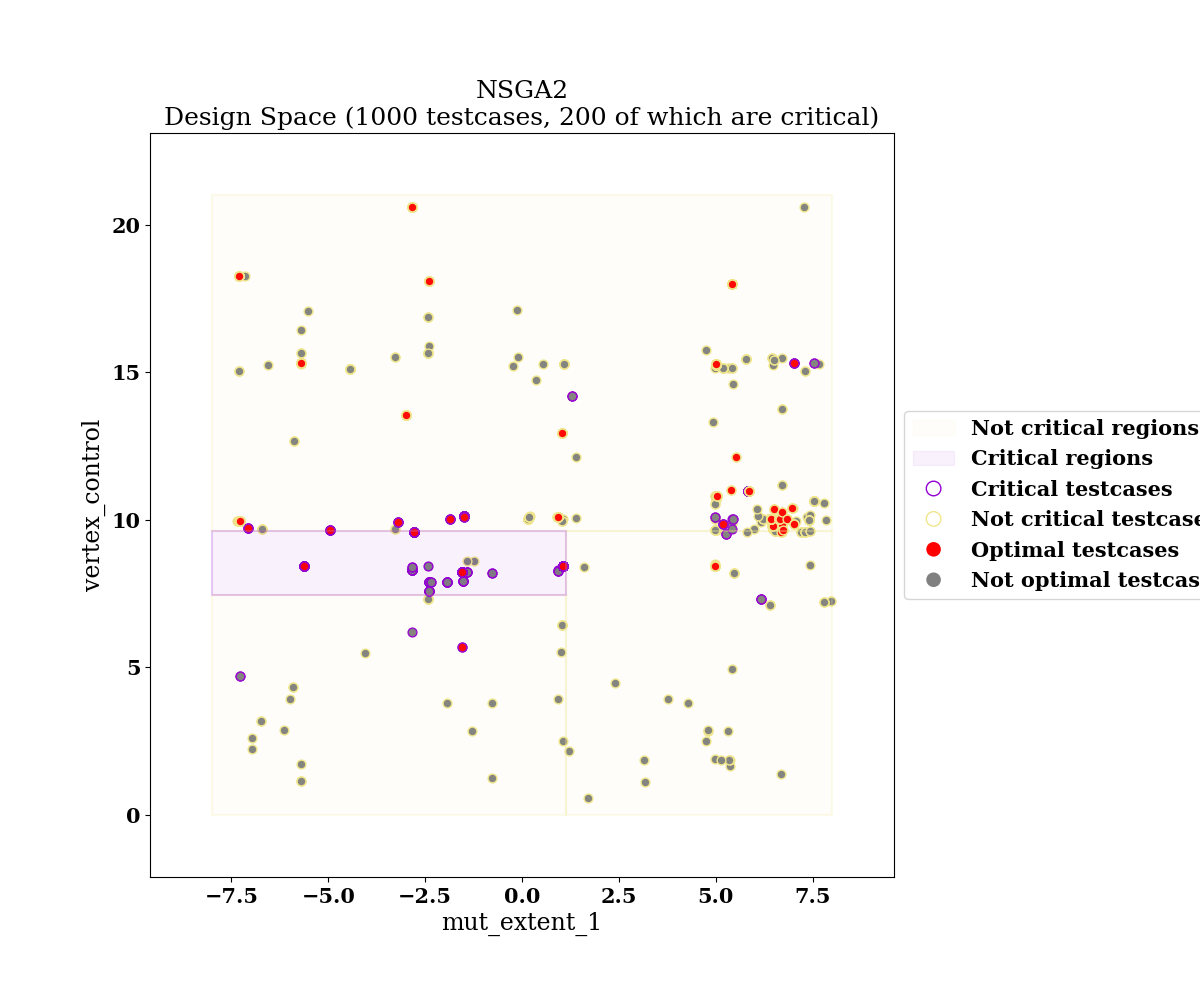 NSGA2
Design Space (1000 testcases, 200 of which are critical)
20
15
10
5
0
vertex_control
−7.5
−5.0
−2.5
0.0
2.5
5.0
7.5
mut_extent_1
Not critical regions
Critical regions
Critical testcases
Not critical testcase
Optimal testcases
Not optimal testcas